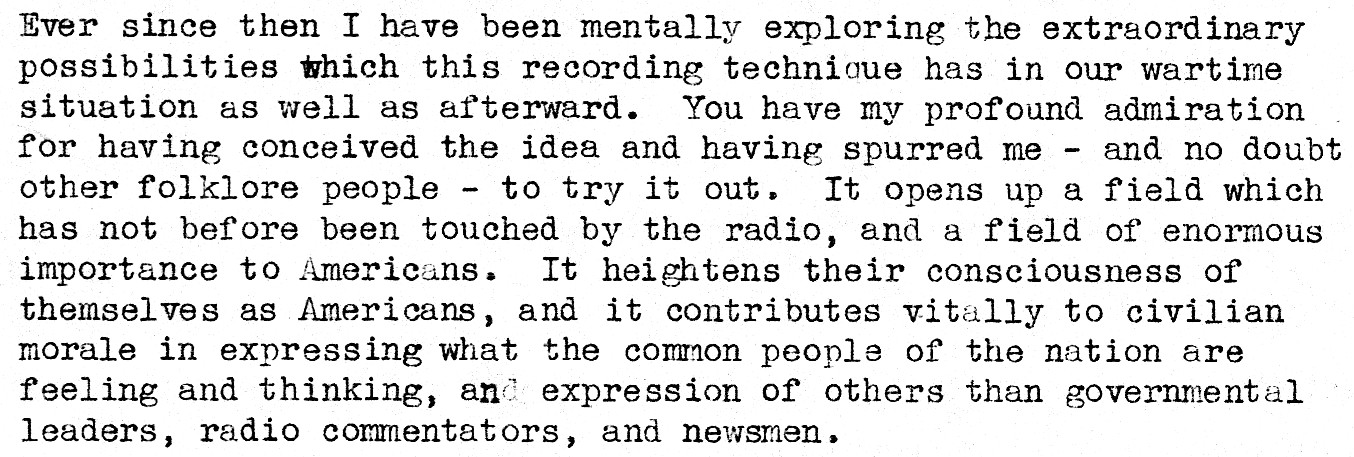 Ever since then I have been mentally exploring the extraordinary
possibilities which this recording technique has in our wartime
situation as well as afterward.  You have my profound admiration
for having conceived the idea and having spurred me - and no doubt
other folklore people - to try it out.  It opens up a field which
has not before been touched by the radio, and a field of enormous
importance to Americans.  It heightens their consciousness of
themselves as Americans, and it contributes vitally to civilian
morale in expressing what the common people of the nation are
feeling and thinking, and expression of others than governmental
leaders, radio commentators, and newsmen.